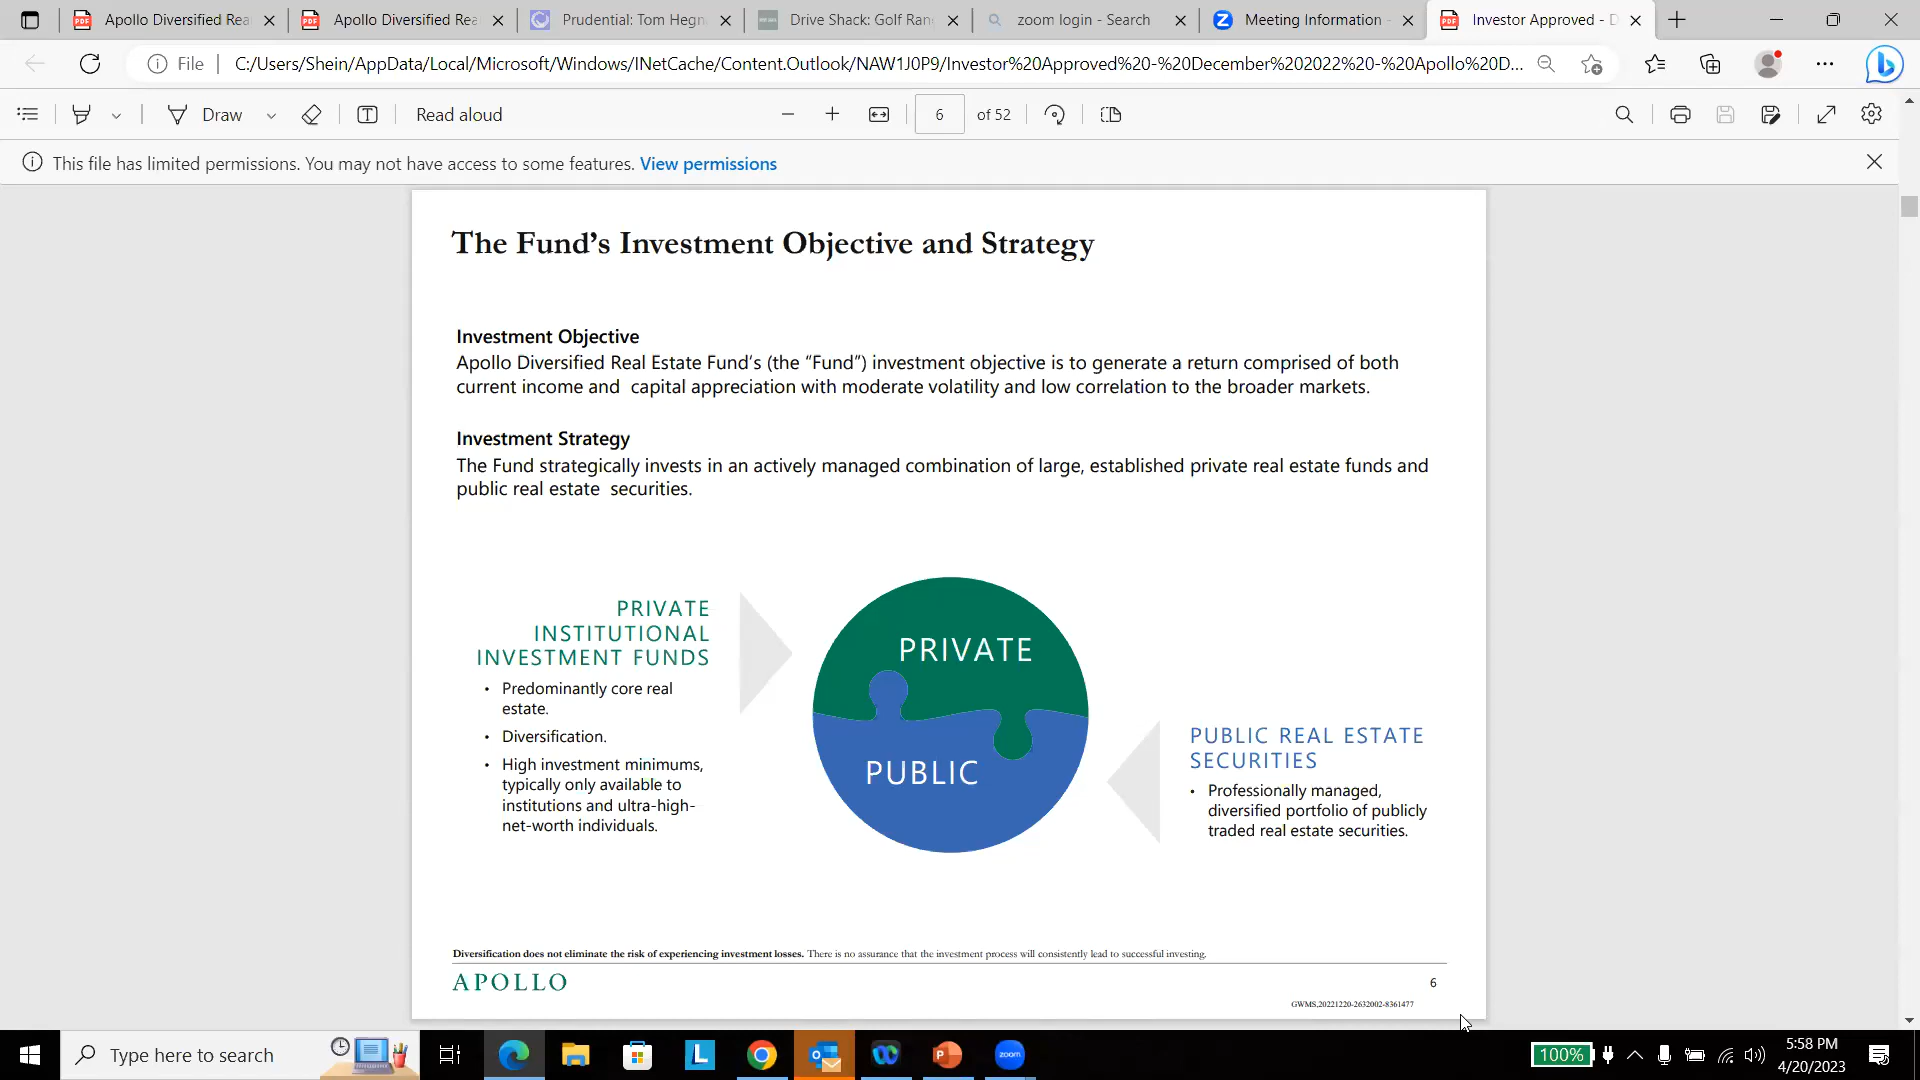 Apollo Diversified Rea
Apollo Diversified Rea
Prudential: Tom Hegn
Drive Shack: Golf Ran
zoom login - Search
Meeting Information -
Investor Approved - D
File
C:/Users/Shein/AppData/Local/Microsoft/Windows/INetCache/Content.Outlook/NAW1J0P9/Investor%20Approved%20-%20December%202022%20-%20Apollo%20D...
Draw
Read aloud
6
of 52
This file has limited permissions. You may not have access to some features. View permissions
The Fund's Investment Objective and Strategy
Investment Objective
Apollo Diversified Real Estate Fund's (the "Fund") investment objective is to generate a return comprised of both
current income and capital appreciation with moderate volatility and low correlation to the broader markets.
Investment Strategy
The Fund strategically invests in an actively managed combination of large, established private real estate funds and
public real estate securities.
PRIVATE
INSTITUTIONAL
INVESTMENT FUNDS
• Predominantly core real
estate.
• Diversification.
• High investment minimums,
typically only available to
institutions and ultra-high-
net-worth individuals.
PRIVATE
PUBLIC
PUBLIC REAL ESTATE
SECURITIES
• Professionally managed,
diversified portfolio of publicly
traded real estate securities.
Diversification does not eliminate the risk of experiencing investment losses. There is no assurance that the investment process will consistently lead to successful investing.
APOLLO
6
GWMS,20221220-2632002-8361477
Type here to search
zoom
100%
5:58 PM
4/20/2023